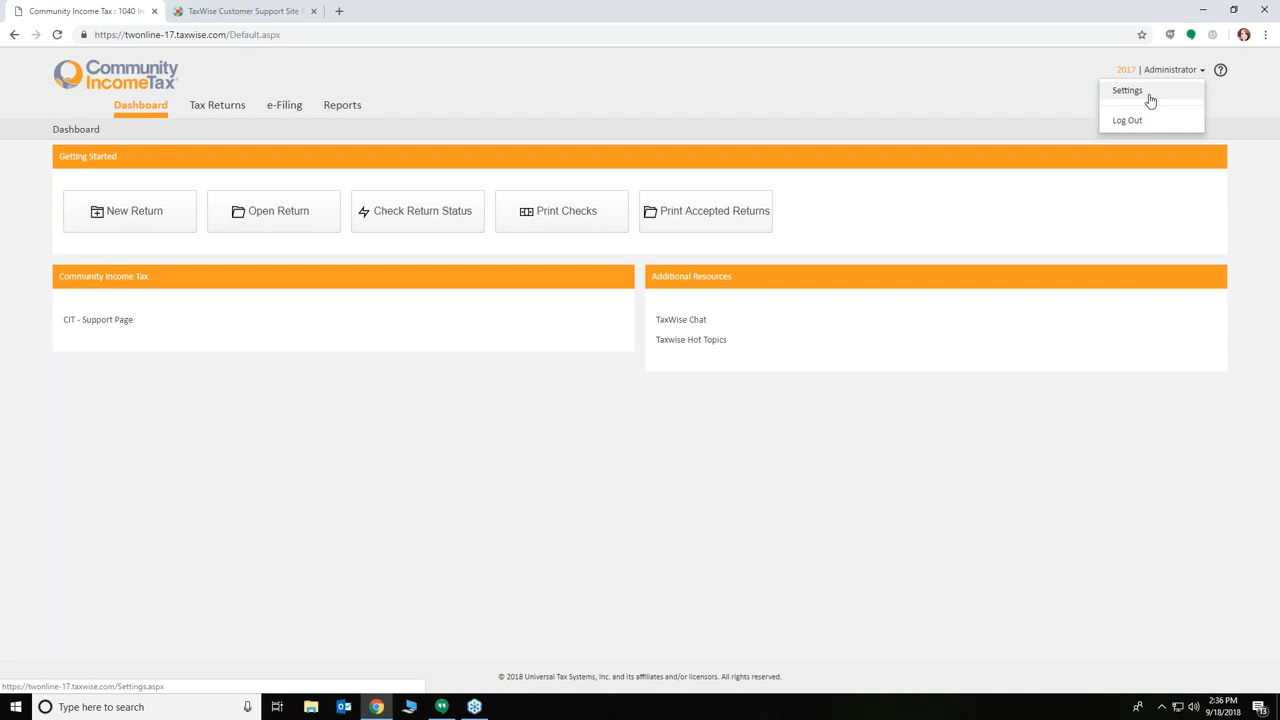 Community Income Tax : 1040 In
TaxWise Customer Support Site
https://twonline-17.taxwise.com/Default.aspx
Community
IncomeTax
2017 | Administrator
Settings
Log Out
Dashboard
Tax Returns
e-Filing
Reports
Dashboard
Getting Started
New Return
Open Return
Check Return Status
Print Checks
Print Accepted Returns
Community Income Tax
Additional Resources
CIT - Support Page
TaxWise Chat
Taxwise Hot Topics
© 2018 Universal Tax Systems, Inc. and its affiliates and/or licensors. All rights reserved.
https://twonline-17.taxwise.com/Settings.aspx
Type here to search
2:36 PM
9/18/2018
13